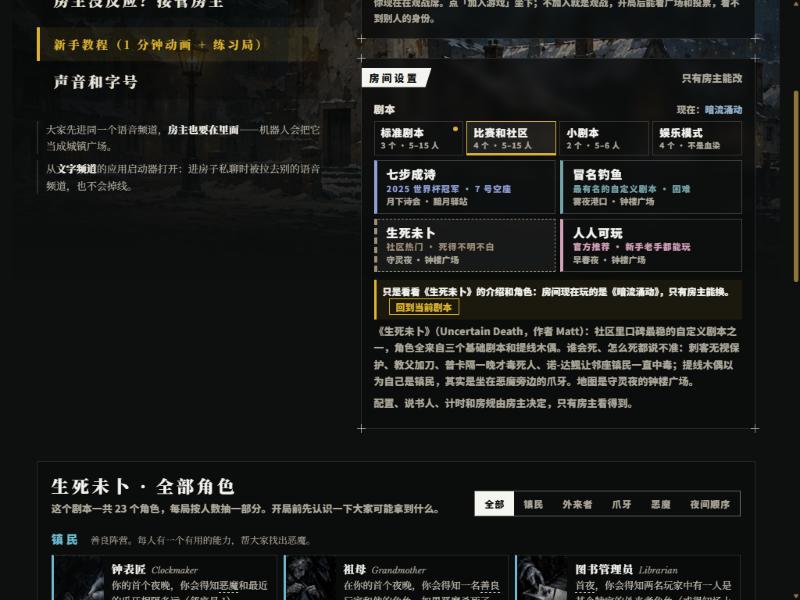 房主没反应？接管房主
新手教程（1 分钟动画 + 练习局）
声音和字号
大家先进同一个语音频道，房主也要在里面——机器人会把它
当成城镇广场。
从文字频道的应用启动器打开：进房子私聊时被拉去别的语音
频道，也不会掉线。
你现在在观战席。点「加入游戏」坐下；不加入就是观战，开局后能看广场和投票，看不
到别人的身份。
房间设置
只有房主能改
剧本
现在：暗流涌动
标准剧本
3 个 · 5-15 人
比赛和社区
4 个 · 5-15 人
小剧本
2 个 · 5-6 人
娱乐模式
4 个 · 不是血染
七步成诗
2025 世界杯冠军 · 7 号空座
月下诗会 · 黯月驿站
冒名钓鱼
最有名的自定义剧本 · 困难
雾夜港口 · 钟楼广场
生死未卜
社区热门 · 死得不明不白
守灵夜 · 钟楼广场
人人可玩
官方推荐 · 新手老手都能玩
早春夜 · 钟楼广场
只是看看《生死未卜》的介绍和角色：房间现在玩的是《暗流涌动》，只有房主能换。
回到当前剧本
《生死未卜》（Uncertain Death，作者 Matt）：社区里口碑最稳的自定义剧本之
一，角色全来自三个基础剧本和提线木偶。谁会死、怎么死都说不准：刺客无视保
护、教父加刀、普卡隔一晚才毒死人、诺-达鲺让邻座镇民一直中毒；提线木偶以
为自己是镇民，其实是坐在恶魔旁边的爪牙。地图是守灵夜的钟楼广场。
配置、说书人、计时和房规由房主决定，只有房主看得到。
生死未卜 · 全部角色
这个剧本一共 23 个角色，每局按人数抽一部分。开局前先认识一下大家可能拿到什么。
全部
镇民
外来者
爪牙
恶魔
夜间顺序
镇民
善良阵营。每人有一个有用的能力，帮大家找出恶魔。
钟表匠 Clockmaker
你的首个夜晚，你会得知恶魔和最近
祖母 Grandmother
在你的首个夜晚，你会得知一名善良
图书管理员 Librarian
首夜，你会得知两名玩家中有一人是